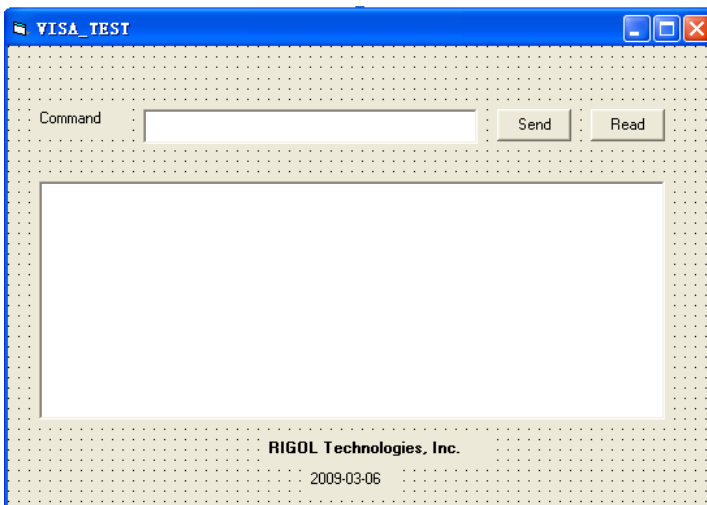 VISA_TEST
Command Send Read
RIGOL Technologies, Inc.
2009-03-06